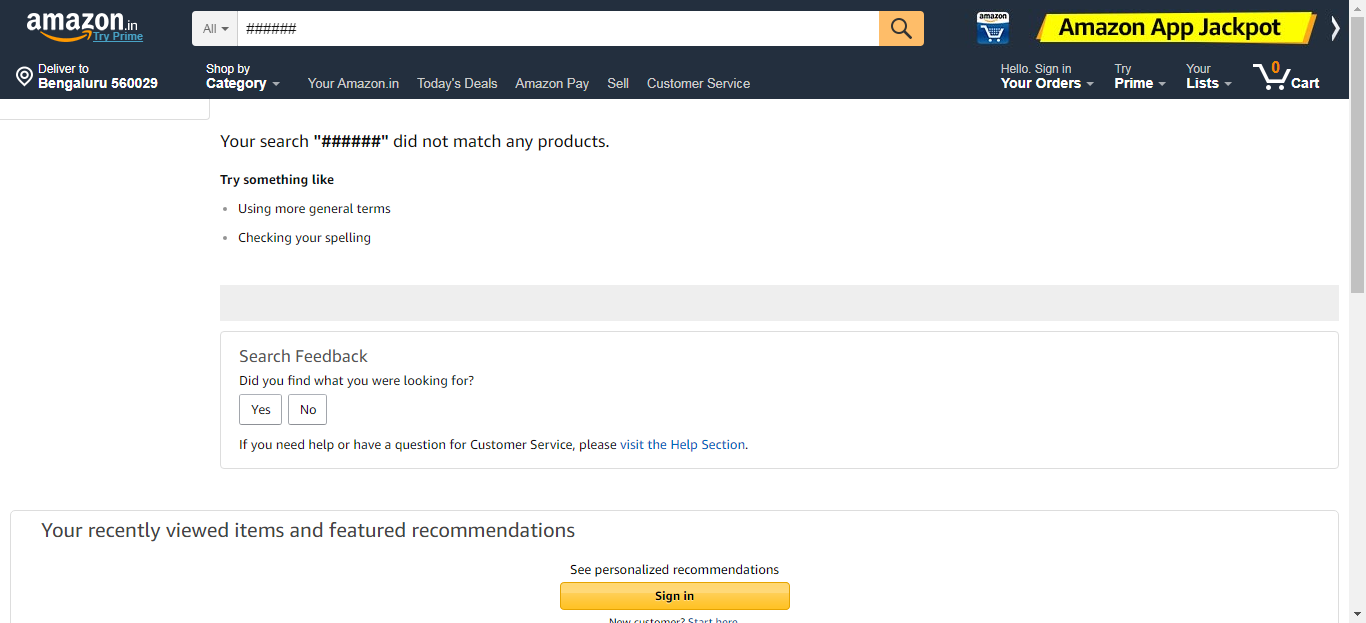 amazon.in
Try Prime
All
######
amazon
Amazon App Jackpot
Deliver to
Bengaluru 560029
Shop by
Category
Your Amazon.in
Today's Deals
Amazon Pay
Sell
Customer Service
Hello. Sign in
Your Orders
Try
Prime
Your
Lists
0
Cart
Your search "######" did not match any products.
Try something like
Using more general terms
Checking your spelling
Search Feedback
Did you find what you were looking for?
Yes
No
If you need help or have a question for Customer Service, please visit the Help Section.
Your recently viewed items and featured recommendations
See personalized recommendations
Sign in
New customer? Start here.